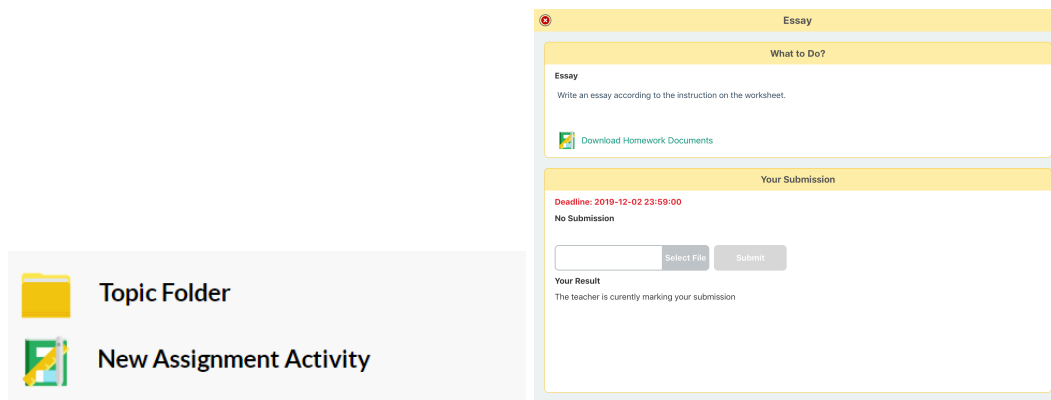 Topic Folder
New Assignment Activity
Essay
What to Do?
Essay
Write an essay according to the instruction on the worksheet.
Download Homework Documents
Your Submission
Deadline: 2019-12-02 23:59:00
No Submission
Select File Submit
Your Result
The teacher is curently marking your submission